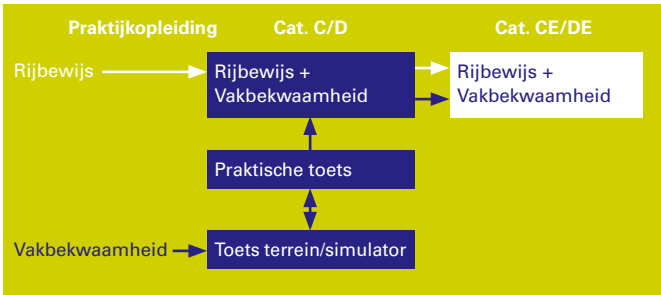 Praktijkopleiding Cat. C/D Cat. CE/DE
Rijbewijs
Rijbewijs +
Vakbekwaamheid
Rijbewijs +
Vakbekwaamheid
Praktische toets
Vakbekwaamheid
Toets terrein/simulator